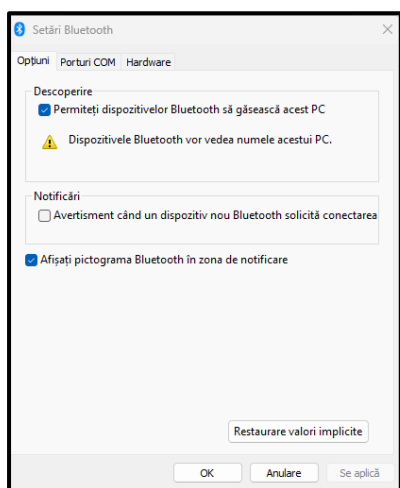 Setări Bluetooth
Opțiuni Porturi COM Hardware
Descoperire
Permiteți dispozitivelor Bluetooth să găsească acest PC
Dispozitivele Bluetooth vor vedea numele acestui PC.
Notificări
Avertisment când un dispozitiv nou Bluetooth solicită conectarea
Afișați pictograma Bluetooth în zona de notificare
Restaurare valori implicite
OK Anulare Se aplică